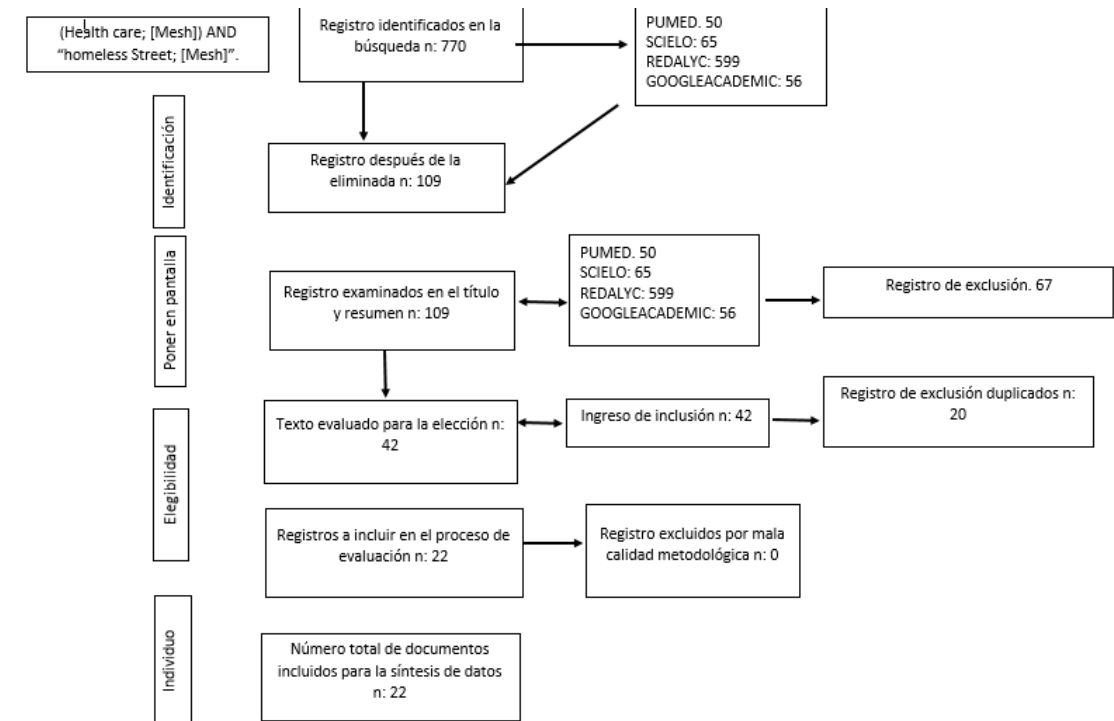 (Health care; [Mesh]) AND
“homeless Street; [Mesh]”.
Registro identificados en la
búsqueda n: 770
PUMED. 50
SCIELO: 65
REDALYC: 599
GOOGLEACADEMIC: 56
Identificación
Registro después de la
eliminada n: 109
Poner en pantalla
Registro examinados en el título
y resumen n: 109
PUMED. 50
SCIELO: 65
REDALYC: 599
GOOGLEACADEMIC: 56
Registro de exclusión. 67
Elegibilidad
Texto evaluado para la elección n:
42
Ingreso de inclusión n: 42
Registro de exclusión duplicados n:
20
Registros a incluir en el proceso de
evaluación n: 22
Registro excluidos por mala
calidad metodológica n: 0
Individuo
Número total de documentos
incluidos para la síntesis de datos
n: 22